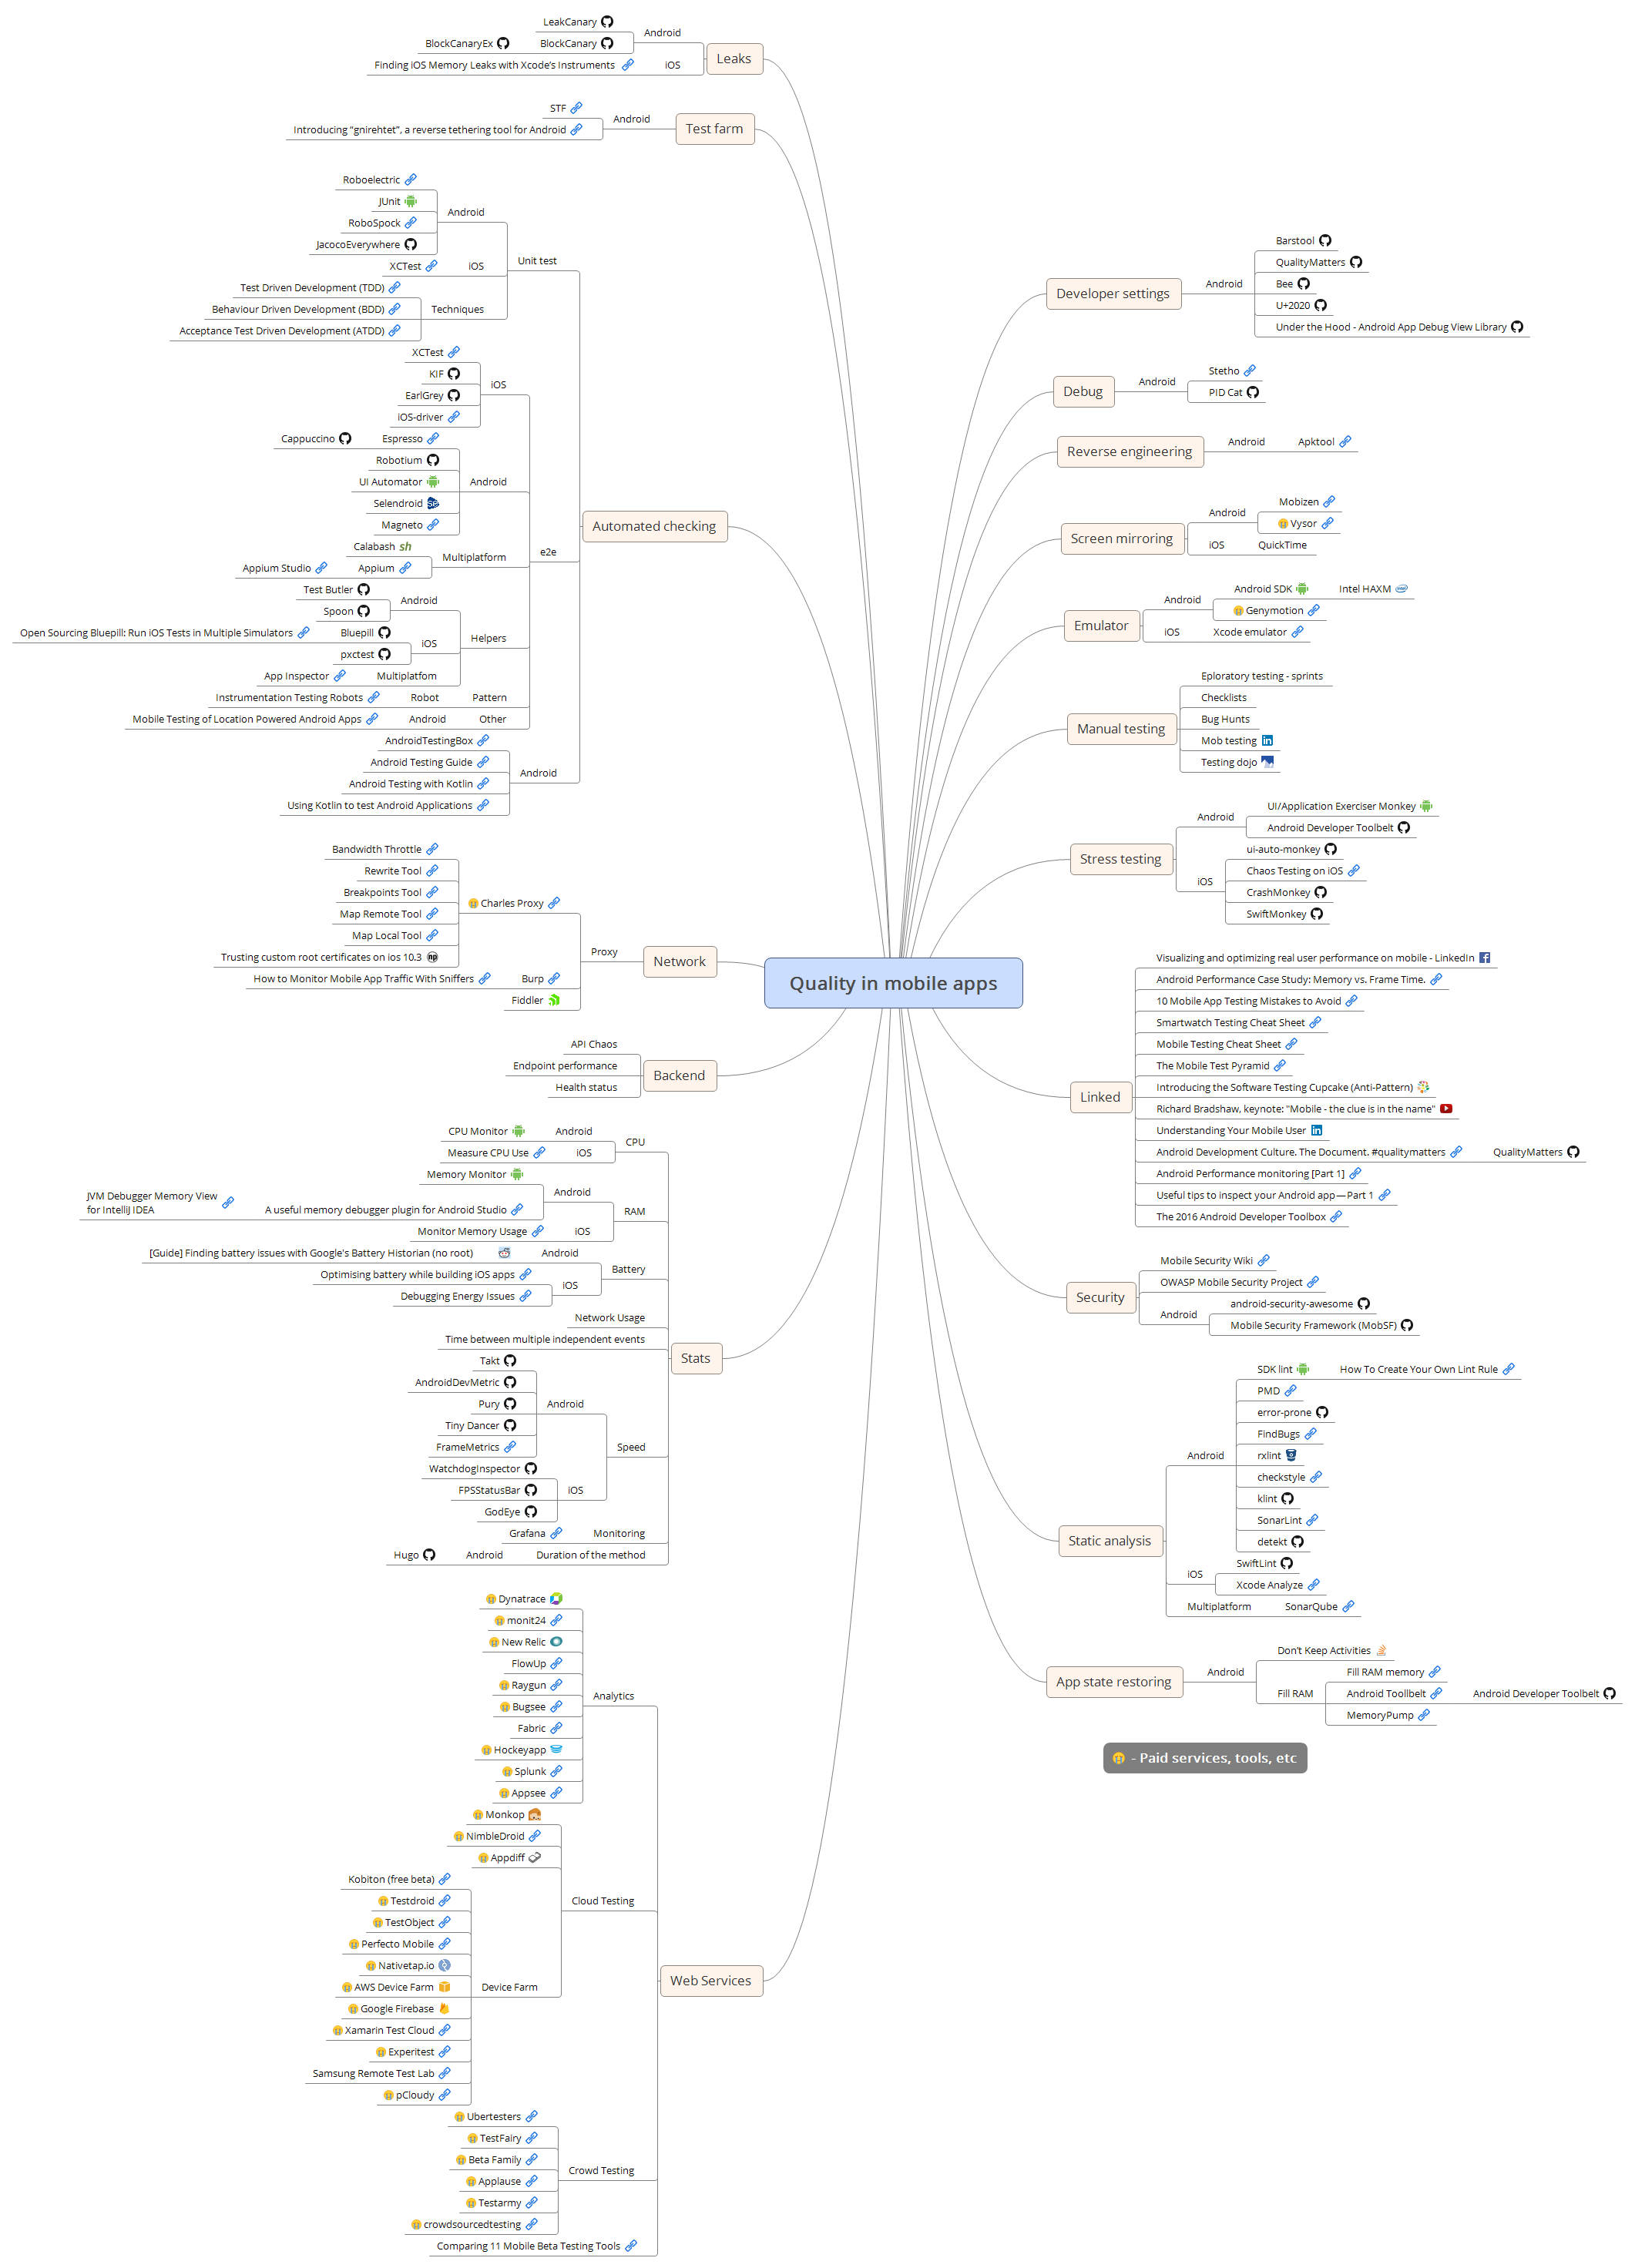 LeakCanary
Android
BlockCanaryEx
BlockCanary
Leaks
Finding iOS Memory Leaks with Xcode's Instruments
iOS
STF
Android
Introducing "gnirehtet", a reverse tethering tool for Android
Test farm
Roboelectric
JUnit
Android
RoboSpock
JacocoEverywhere
Unit test
XCTest
iOS
Test Driven Development (TDD)
Behaviour Driven Development (BDD)
Techniques
Acceptance Test Driven Development (ATDD)
XCTest
KIF
iOS
EarlGrey
iOS-driver
Cappuccino
Espresso
Robotium
UI Automator
Android
Selendroid
Magneto
Automated checking
Calabash
sh
Multiplatform
e2e
Appium Studio
Appium
Test Butler
Android
Spoon
Open Sourcing Bluepill: Run iOS Tests in Multiple Simulators
Bluepill
iOS
Helpers
pxctest
App Inspector
Multiplatfom
Instrumentation Testing Robots
Robot
Pattern
Mobile Testing of Location Powered Android Apps
Android
Other
AndroidTestingBox
Android Testing Guide
Android
Android Testing with Kotlin
Using Kotlin to test Android Applications
Bandwidth Throttle
Rewrite Tool
Breakpoints Tool
Charles Proxy
Map Remote Tool
Map Local Tool
Trusting custom root certificates on ios 10.3
Proxy
Network
How to Monitor Mobile App Traffic With Sniffers
Burp
Fiddler
API Chaos
Endpoint performance
Backend
Health status
CPU Monitor
Android
CPU
Measure CPU Use
iOS
Memory Monitor
Android
JVM Debugger Memory View
for IntelliJ IDEA
A useful memory debugger plugin for Android Studio
RAM
Monitor Memory Usage
iOS
[Guide] Finding battery issues with Google's Battery Historian (no root)
Android
Battery
Optimising battery while building iOS apps
iOS
Debugging Energy Issues
Network Usage
Time between multiple independent events
Stats
Takt
AndroidDevMetric
Pury
Android
Tiny Dancer
FrameMetrics
Speed
WatchdogInspector
FPSStatusBar
iOS
GodEye
Grafana
Monitoring
Hugo
Android
Duration of the method
Dynatrace
monit24
New Relic
FlowUp
Raygun
Analytics
Bugsee
Fabric
Hockeyapp
Splunk
Appsee
Monkop
NimbleDroid
Appdiff
Cloud Testing
Kobiton (free beta)
Testdroid
TestObject
Perfecto Mobile
Nativetap.io
AWS Device Farm
Device Farm
Web Services
Google Firebase
Xamarin Test Cloud
Experitest
Samsung Remote Test Lab
pCloudy
Ubertesters
TestFairy
Beta Family
Crowd Testing
Applause
Testarmy
crowdsourcedtesting
Comparing 11 Mobile Beta Testing Tools
Quality in mobile apps
Developer settings
Android
Barstool
QualityMatters
Bee
U+2020
Under the Hood - Android App Debug View Library
Debug
Android
Stetho
PID Cat
Reverse engineering
Android
Apktool
Screen mirroring
Android
Mobizen
Vysor
iOS
QuickTime
Emulator
Android
Android SDK
Intel HAXM
Genymotion
iOS
Xcode emulator
Manual testing
Eploratory testing - sprints
Checklists
Bug Hunts
Mob testing
Testing dojo
Stress testing
Android
UI/Application Exerciser Monkey
Android Developer Toolbelt
iOS
ui-auto-monkey
Chaos Testing on iOS
CrashMonkey
SwiftMonkey
Linked
Visualizing and optimizing real user performance on mobile - LinkedIn
Android Performance Case Study: Memory vs. Frame Time.
10 Mobile App Testing Mistakes to Avoid
Smartwatch Testing Cheat Sheet
Mobile Testing Cheat Sheet
The Mobile Test Pyramid
Introducing the Software Testing Cupcake (Anti-Pattern)
Richard Bradshaw, keynote: "Mobile - the clue is in the name"
Understanding Your Mobile User
Android Development Culture. The Document. #qualitymatters
QualityMatters
Android Performance monitoring [Part 1]
Useful tips to inspect your Android app — Part 1
The 2016 Android Developer Toolbox
Security
Mobile Security Wiki
OWASP Mobile Security Project
Android
android-security-awesome
Mobile Security Framework (MobSF)
Static analysis
Android
SDK lint
How To Create Your Own Lint Rule
PMD
error-prone
FindBugs
rxlint
checkstyle
klint
SonarLint
detekt
iOS
SwiftLint
Xcode Analyze
Multiplatform
SonarQube
App state restoring
Android
Don't Keep Activities
Fill RAM
Fill RAM memory
Android Toollbelt
Android Developer Toolbelt
MemoryPump
- Paid services, tools, etc